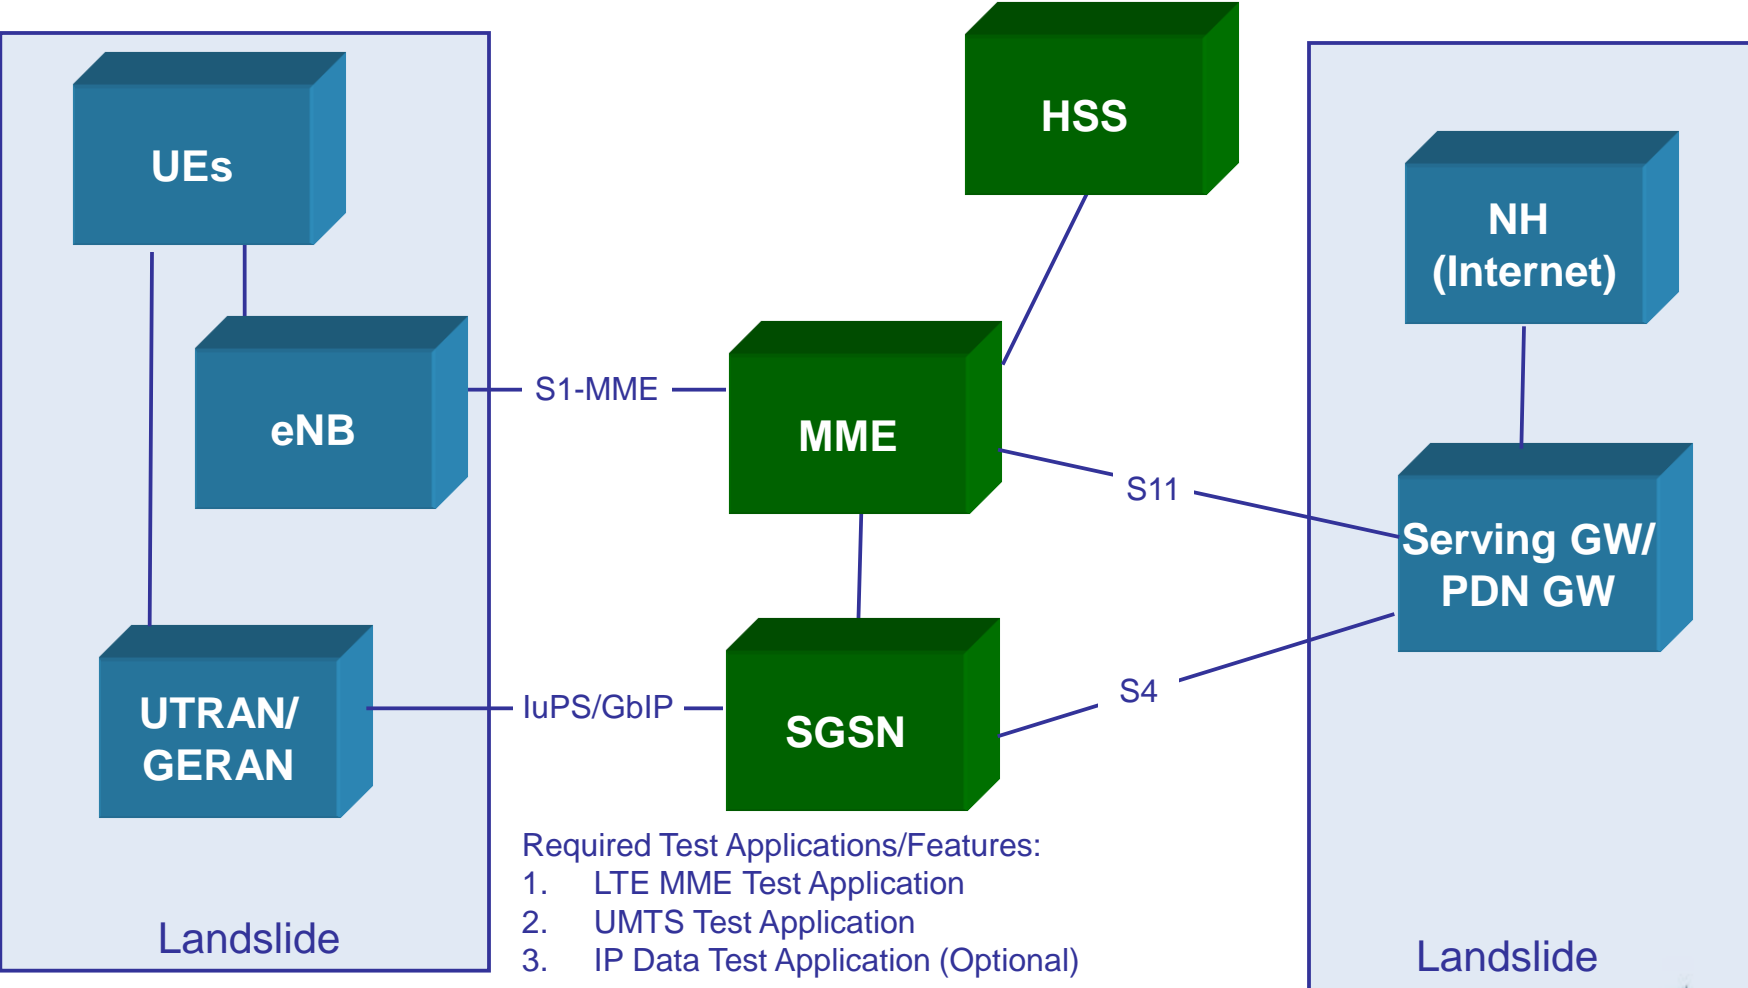 HSS
UEs
NH
(Internet)
S1-MME
eNB
MME
S11
Serving GW/
PDN GW
S4
IuPS/GbIP
UTRAN/
GERAN
SGSN
Required Test Applications/Features:
1. LTE MME Test Application
2. UMTS Test Application
3. IP Data Test Application (Optional)
Landslide
Landslide